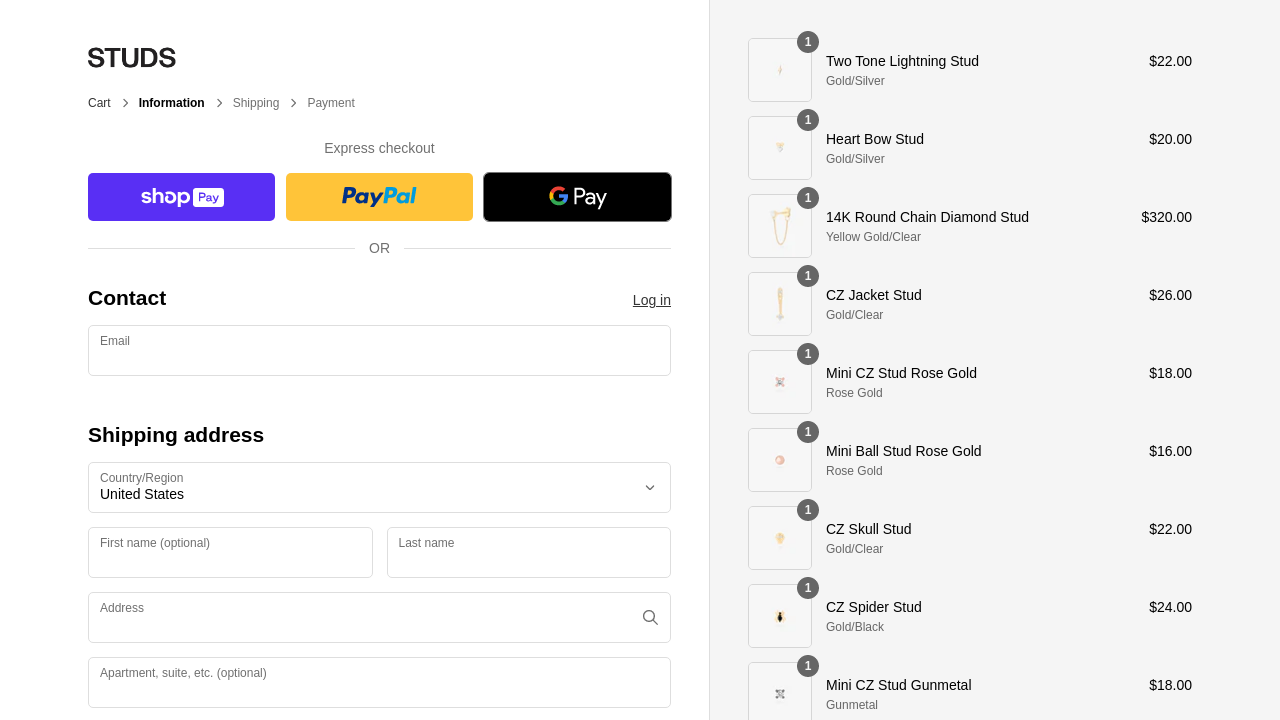 STUDS
Cart > Information > Shipping > Payment
Express checkout
shop Pay
PayPal
G Pay
OR
Contact
Log in
Email
Shipping address
Country/Region
United States
First name (optional)
Last name
Address
Apartment, suite, etc. (optional)
1
Two Tone Lightning Stud
$22.00
Gold/Silver
1
Heart Bow Stud
$20.00
Gold/Silver
1
14K Round Chain Diamond Stud
$320.00
Yellow Gold/Clear
1
CZ Jacket Stud
$26.00
Gold/Clear
1
Mini CZ Stud Rose Gold
$18.00
Rose Gold
1
Mini Ball Stud Rose Gold
$16.00
Rose Gold
1
CZ Skull Stud
$22.00
Gold/Clear
1
CZ Spider Stud
$24.00
Gold/Black
1
Mini CZ Stud Gunmetal
$18.00
Gunmetal